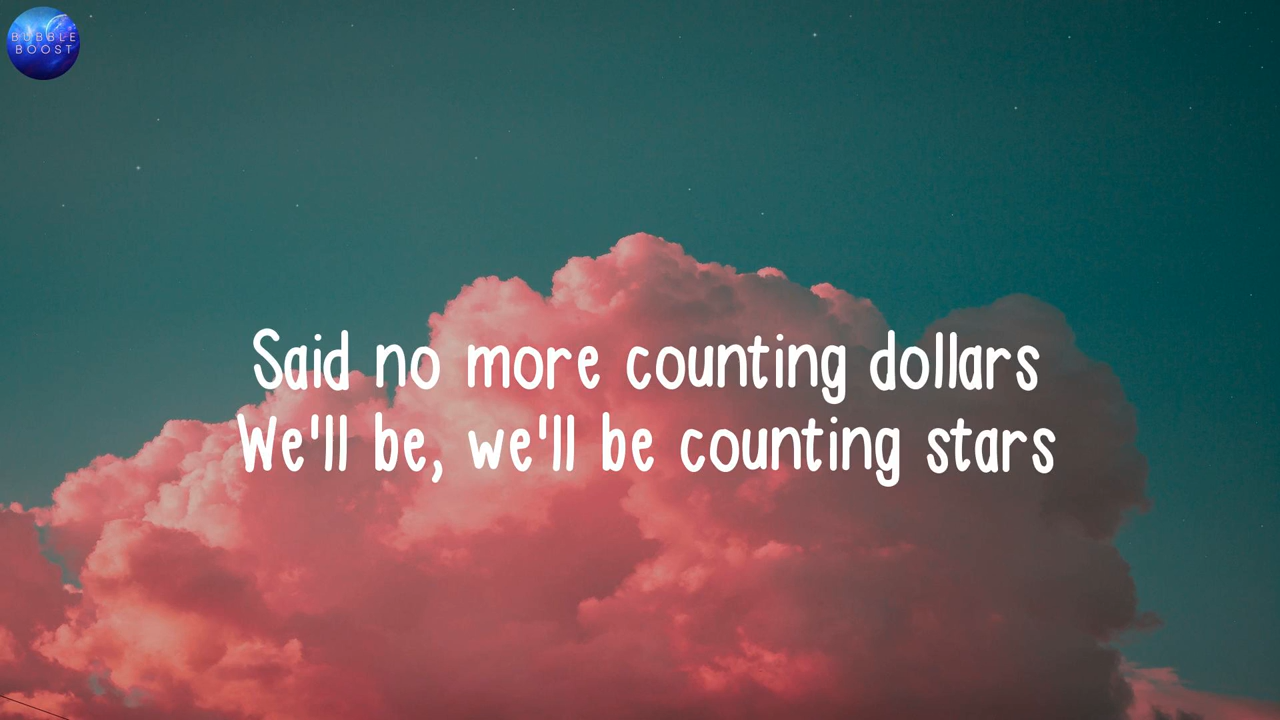 BUBBLE
BOOST
Said no more counting dollars
We'll be, we'll be counting stars